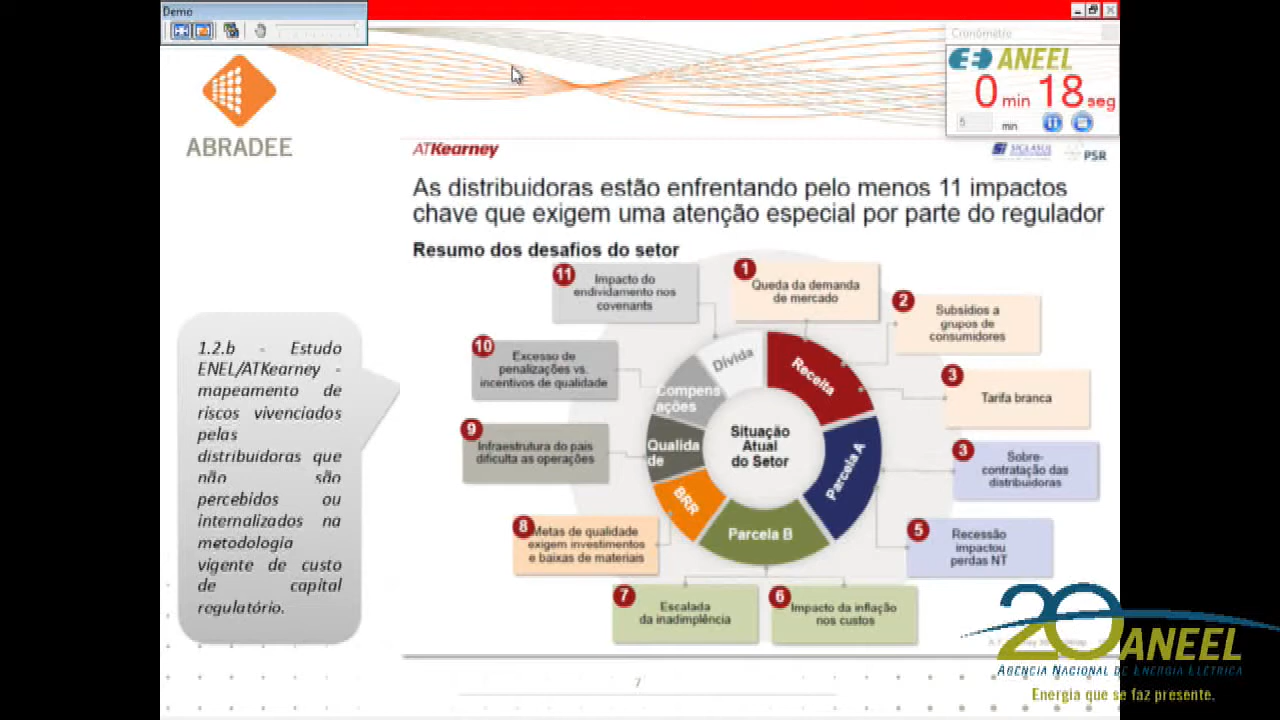 Demo
Cronômetro
ANEEL
0 min 18 seg
5 min
ABRADEE
ATKearney
SIGLASUL
PSR
As distribuidoras estão enfrentando pelo menos 11 impactos
chave que exigem uma atenção especial por parte do regulador
Resumo dos desafios do setor
1.2.b - Estudo
ENEL/ATKearney -
mapeamento de
riscos vivenciados
pelas
distribuidoras que
não são
percebidos ou
internalizados na
metodologia
vigente de custo
de capital
regulatório.
1
Queda da demanda
de mercado
2
Subsídios a
grupos de
consumidores
3
Tarifa branca
3
Sobre-
contratação das
distribuidoras
5
Recessão
impactou
perdas NT
6
Impacto da inflação
nos custos
7
Escalada
da inadimplência
8
Metas de qualidade
exigem investimentos
e baixas de materiais
9
Infraestrutura do pais
dificulta as operações
10
Excesso de
penalizações vs.
incentivos de qualidade
11
Impacto do
endividamento nos
covenants
Receita
Parcela A
Parcela B
BRR
Qualida
de
Compens
ações
Dívida
Situação
Atual
do Setor
7
20 ANEEL
AGÊNCIA NACIONAL DE ENERGIA ELÉTRICA
Energia que se faz presente.